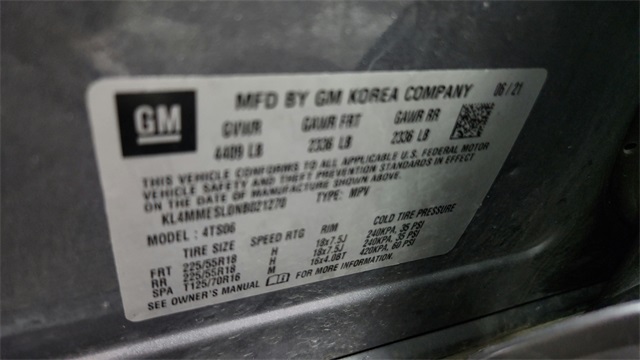 GM
MFD BY GM KOREA COMPANY 06/21
GVWR GAWR FRT GAWR RR
4409 LB 2336 LB 2336 LB
THIS VEHICLE CONFORMS TO ALL APPLICABLE U.S. FEDERAL MOTOR
VEHICLE SAFETY AND THEFT PREVENTION STANDARDS IN EFFECT
ON THE DATE OF MANUFACTURE SHOWN ABOVE.
KL4MMESL0NB021270 TYPE: MPV
MODEL: 4TS06
TIRE SIZE SPEED RTG RIM COLD TIRE PRESSURE
FRT 225/55R18 H 18x7.5J 240KPA, 35 PSI
RR 225/55R18 H 18x7.5J 240KPA, 35 PSI
SPA T125/70R16 M 16x4.0BT 420KPA, 60 PSI
SEE OWNER'S MANUAL FOR MORE INFORMATION.